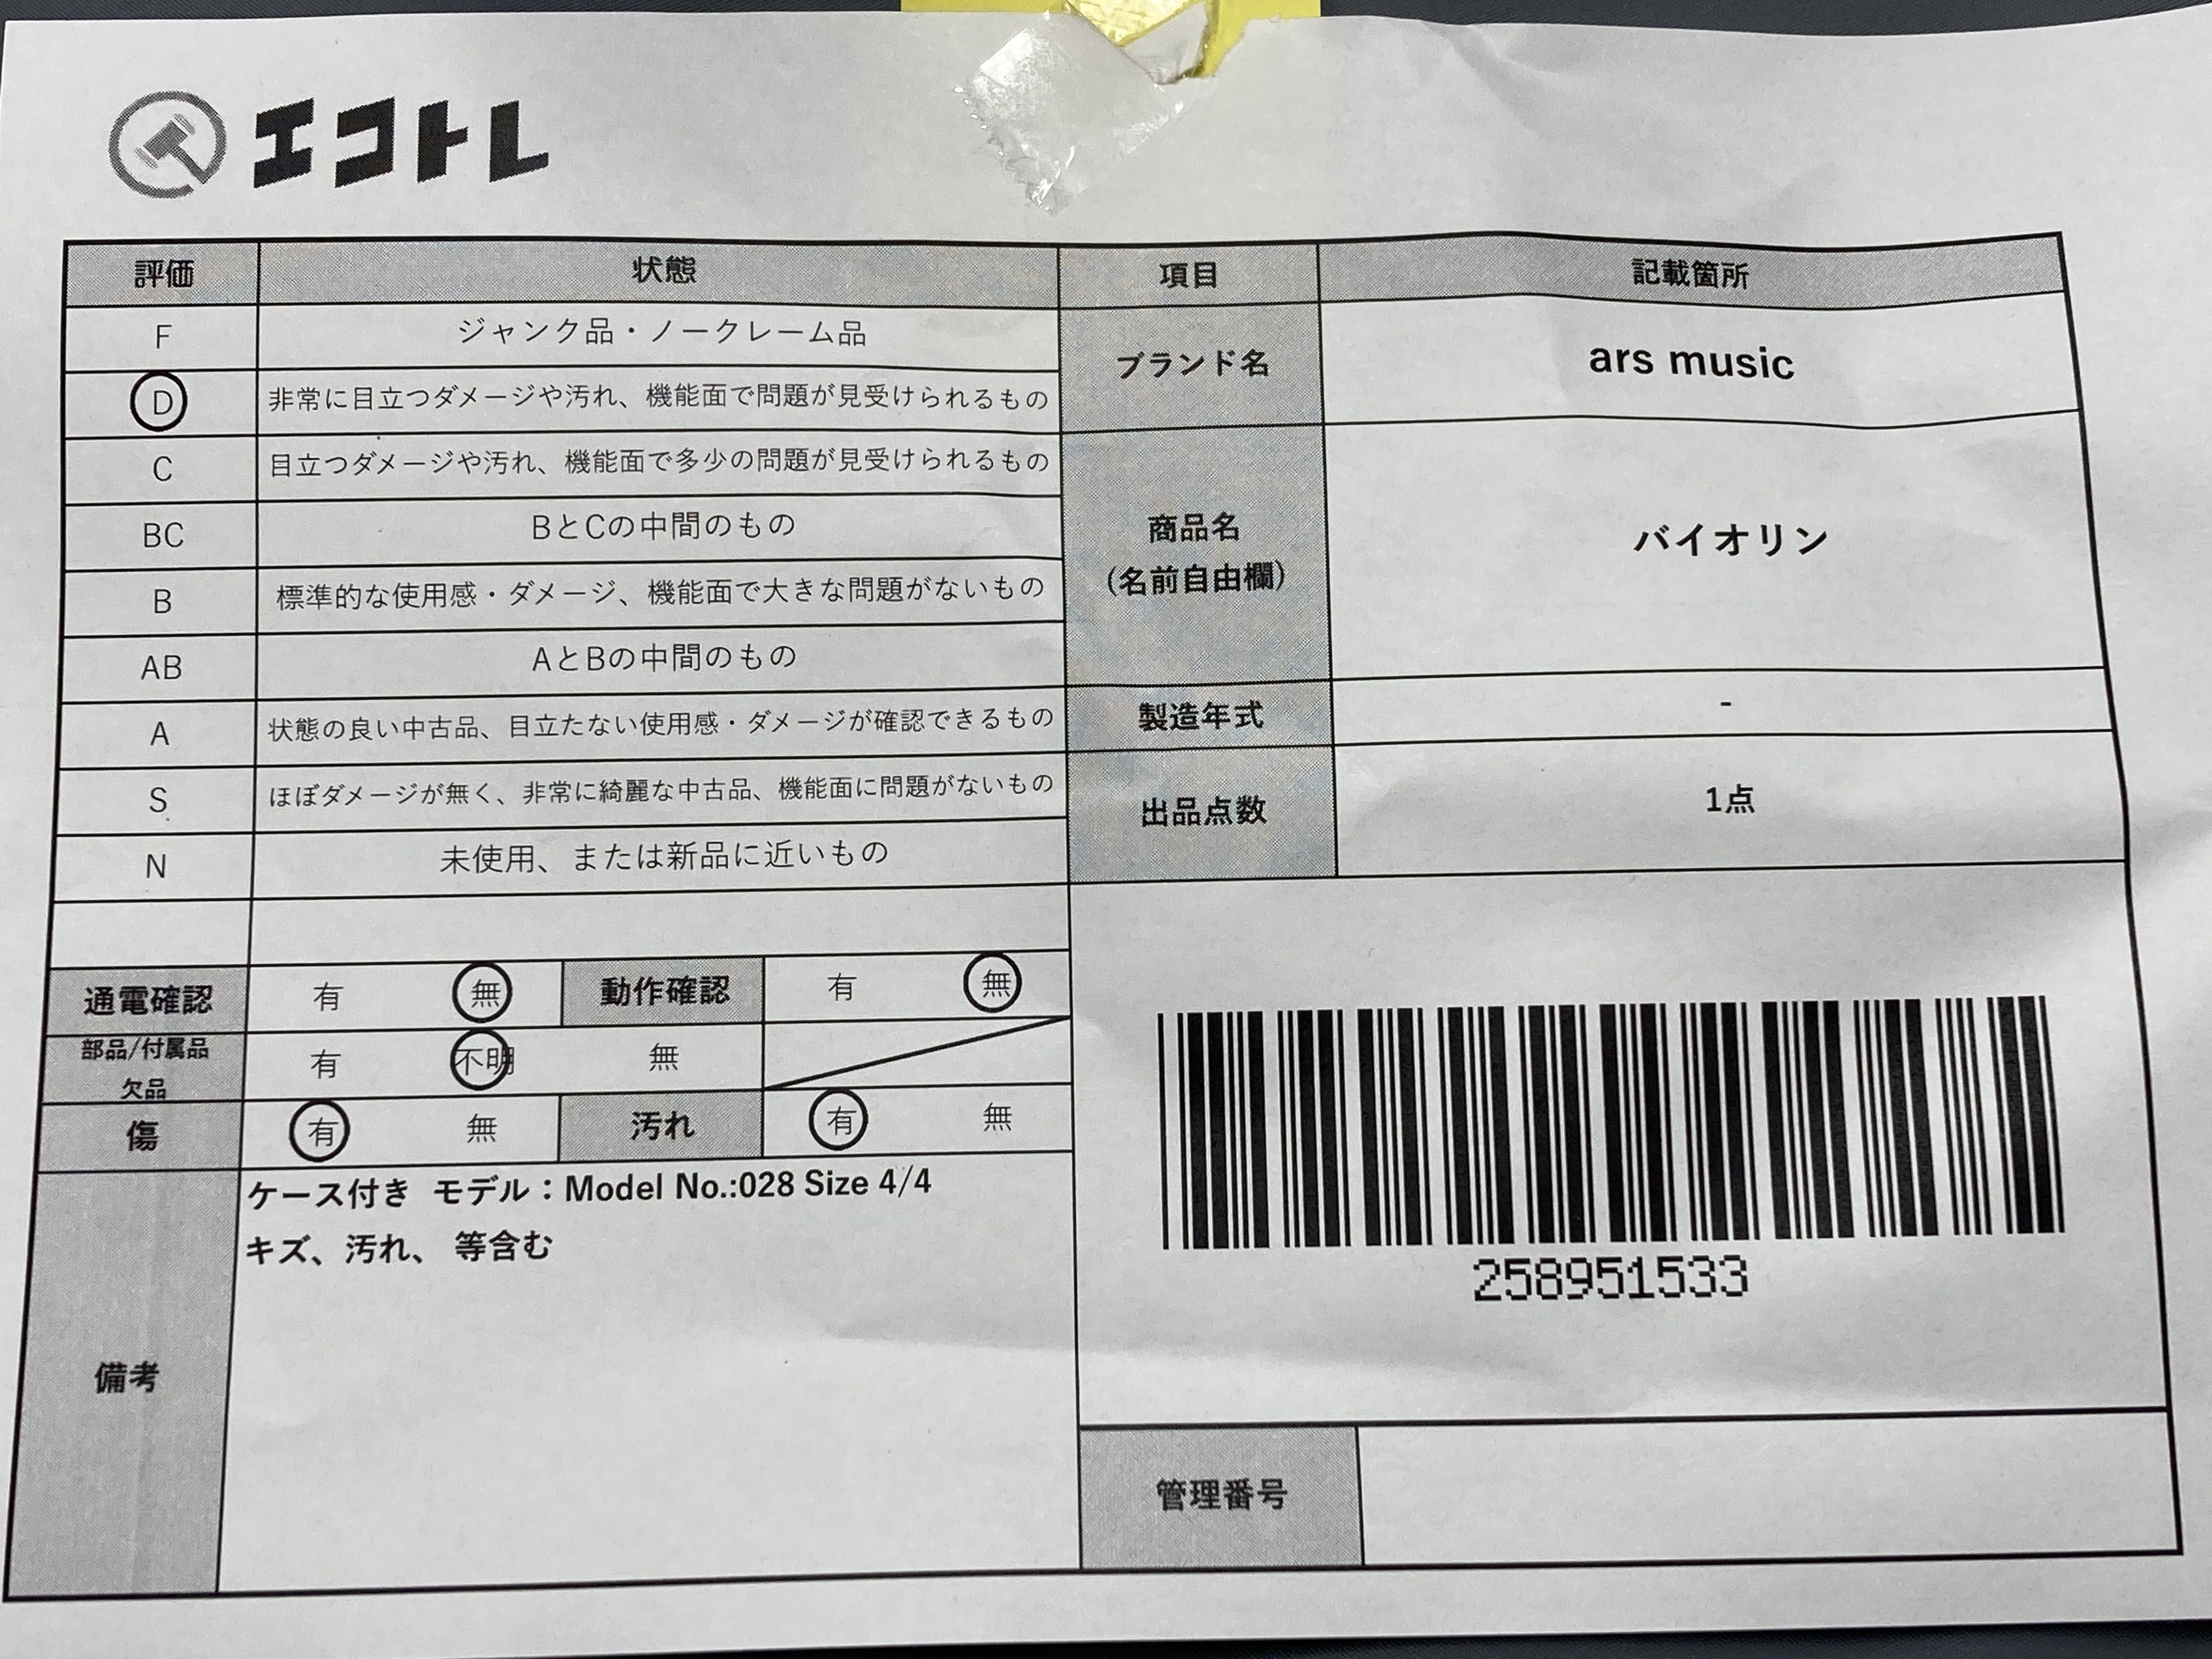 エコトレ
評価 状態 項目 記載箇所
F ジャンク品・ノークレーム品
D 非常に目立つダメージや汚れ、機能面で問題が見受けられるもの
C 目立つダメージや汚れ、機能面で多少の問題が見受けられるもの
BC BとCの中間のもの
B 標準的な使用感・ダメージ、機能面で大きな問題がないもの
AB AとBの中間のもの
A 状態の良い中古品、目立たない使用感・ダメージが確認できるもの
S ほぼダメージが無く、非常に綺麗な中古品、機能面に問題がないもの
N 未使用、または新品に近いもの
ブランド名 ars music
商品名
(名前自由欄)
バイオリン
製造年式 -
出品点数 1点
通電確認 有 無 動作確認 有 無
部品/付属品
欠品
有 不明 無
傷 有 無 汚れ 有 無
備考
ケース付き モデル：Model No.:028 Size 4/4
キズ、汚れ、 等含む
258951533
管理番号